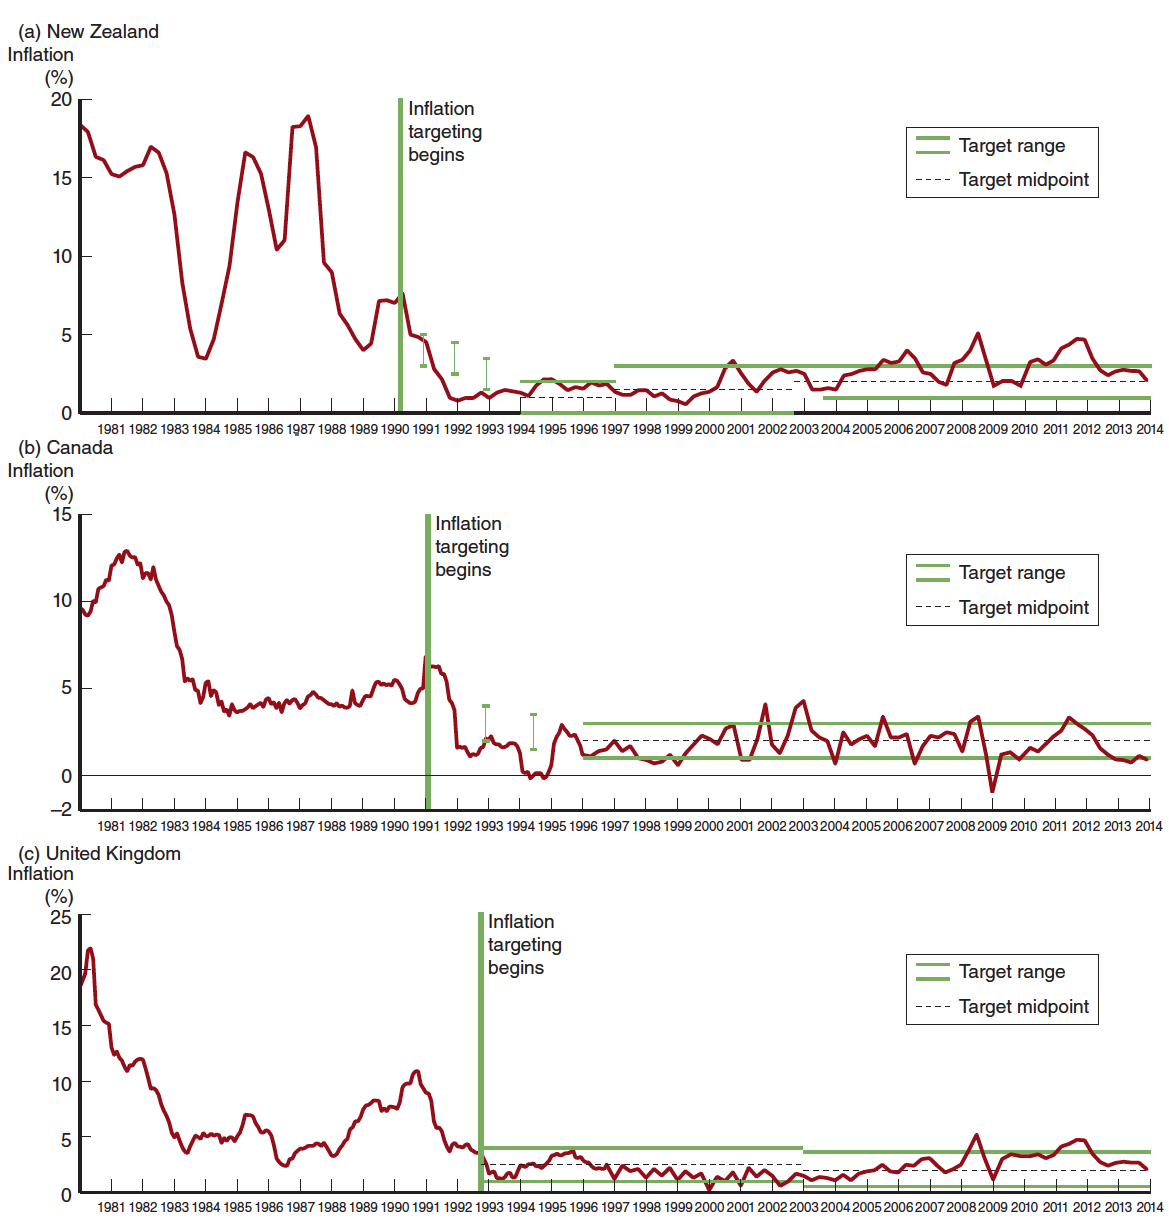 (a) New Zealand
Inflation
(%)
20
15
10
5
0
Inflation
targeting
begins
Target range
Target midpoint
1981 1982 1983 1984 1985 1986 1987 1988 1989 1990 1991 1992 1993 1994 1995 1996 1997 1998 1999 2000 2001 2002 2003 2004 2005 2006 2007 2008 2009 2010 2011 2012 2013 2014
(b) Canada
Inflation
(%)
15
10
5
0
–2
Inflation
targeting
begins
Target range
Target midpoint
1981 1982 1983 1984 1985 1986 1987 1988 1989 1990 1991 1992 1993 1994 1995 1996 1997 1998 1999 2000 2001 2002 2003 2004 2005 2006 2007 2008 2009 2010 2011 2012 2013 2014
(c) United Kingdom
Inflation
(%)
25
20
15
10
5
0
Inflation
targeting
begins
Target range
Target midpoint
1981 1982 1983 1984 1985 1986 1987 1988 1989 1990 1991 1992 1993 1994 1995 1996 1997 1998 1999 2000 2001 2002 2003 2004 2005 2006 2007 2008 2009 2010 2011 2012 2013 2014